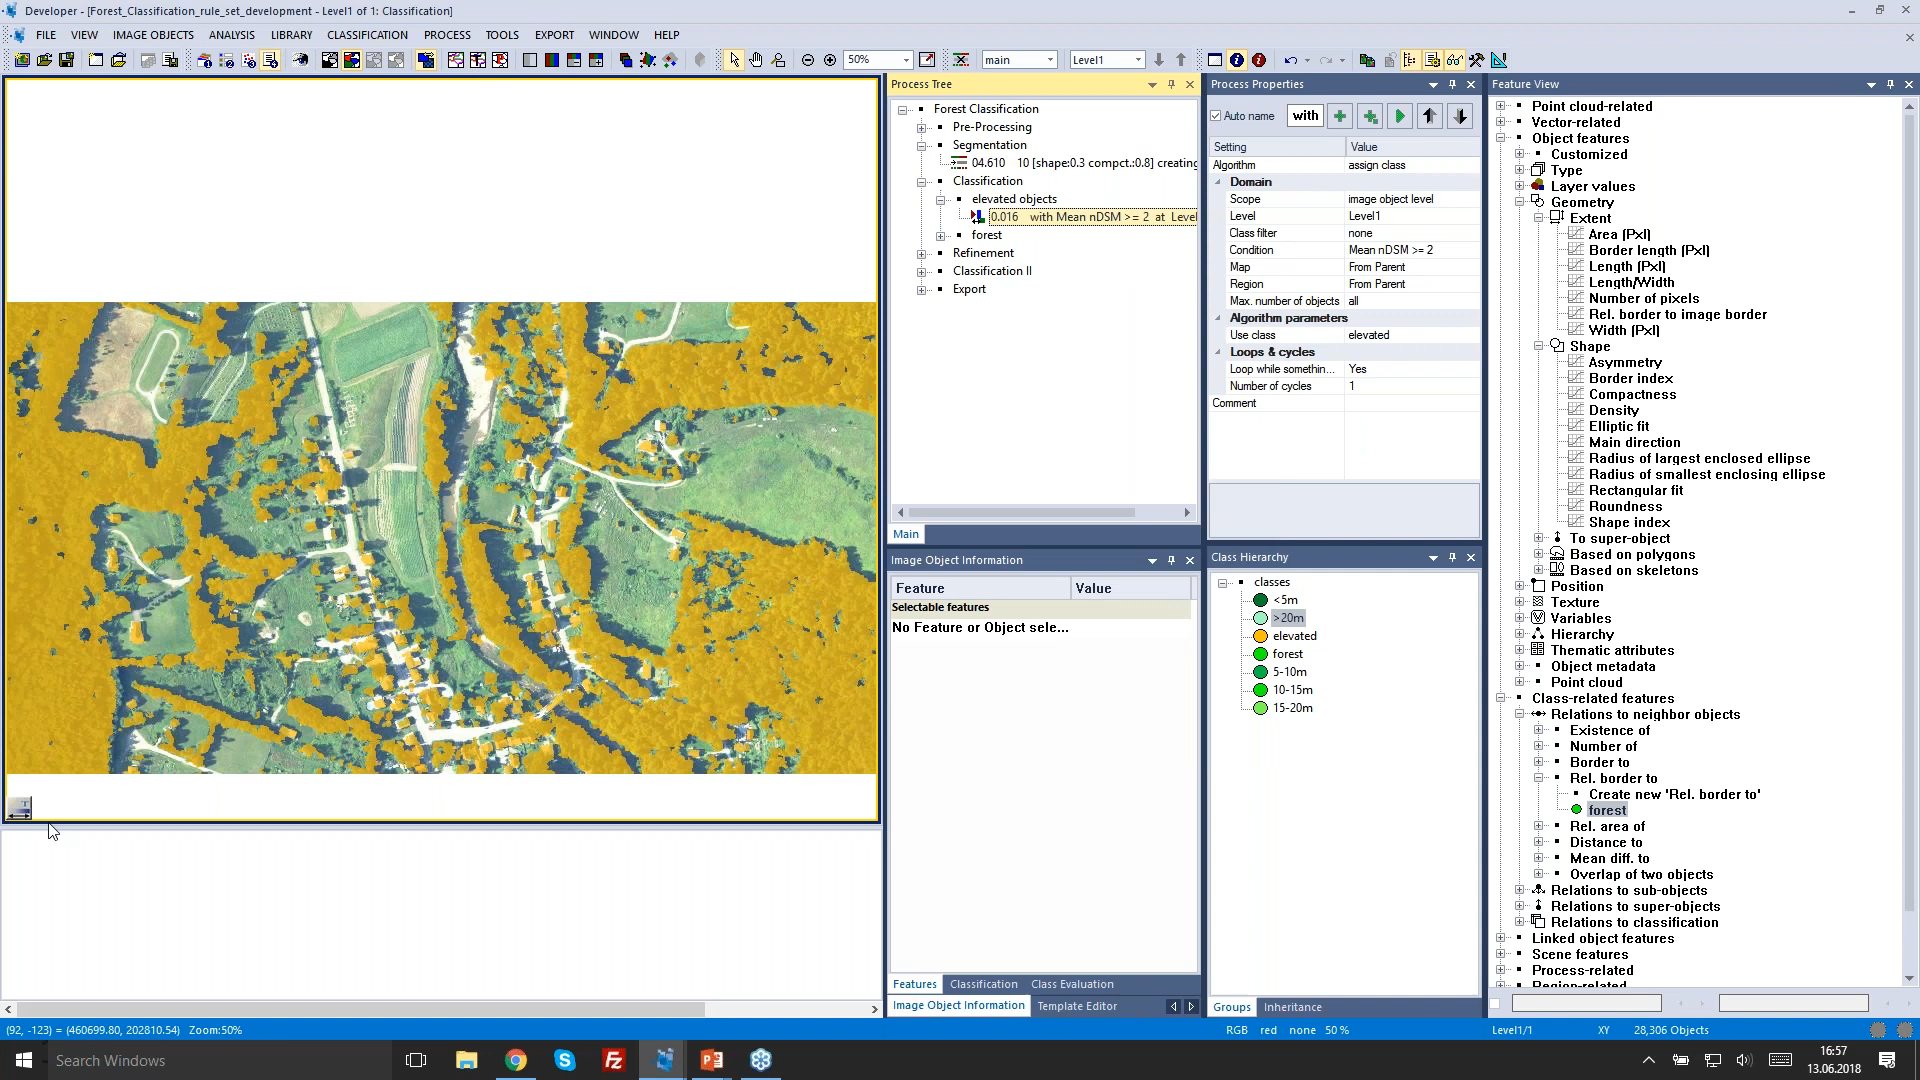 Developer - [Forest_Classification_rule_set_development - Level1 of 1: Classification]
FILE VIEW IMAGE OBJECTS ANALYSIS LIBRARY CLASSIFICATION PROCESS TOOLS EXPORT WINDOW HELP
50% main Level1
Process Tree
Forest Classification
Pre-Processing
Segmentation
04.610 10 [shape:0.3 compct.:0.8] creating
Classification
elevated objects
0.016 with Mean nDSM >= 2 at Level
forest
Refinement
Classification II
Export
Main
Process Properties
Auto name with
Setting Value
Algorithm assign class
Domain
Scope image object level
Level Level1
Class filter none
Condition Mean nDSM >= 2
Map From Parent
Region From Parent
Max. number of objects all
Algorithm parameters
Use class elevated
Loops & cycles
Loop while somethin... Yes
Number of cycles 1
Comment
Image Object Information
Feature Value
Selectable features
No Feature or Object sele...
Features Classification Class Evaluation
Image Object Information Template Editor
Class Hierarchy
classes
<5m
>20m
elevated
forest
5-10m
10-15m
15-20m
Groups Inheritance
Feature View
Point cloud-related
Vector-related
Object features
Customized
Type
Layer values
Geometry
Extent
Area (Pxl)
Border length (Pxl)
Length (Pxl)
Length/Width
Number of pixels
Rel. border to image border
Width (Pxl)
Shape
Asymmetry
Border index
Compactness
Density
Elliptic fit
Main direction
Radius of largest enclosed ellipse
Radius of smallest enclosing ellipse
Rectangular fit
Roundness
Shape index
To super-object
Based on polygons
Based on skeletons
Position
Texture
Variables
Hierarchy
Thematic attributes
Object metadata
Point cloud
Class-related features
Relations to neighbor objects
Existence of
Number of
Border to
Rel. border to
Create new 'Rel. border to'
forest
Rel. area of
Distance to
Mean diff. to
Overlap of two objects
Relations to sub-objects
Relations to super-objects
Relations to classification
Linked object features
Scene features
Process-related
Region-related
(92, -123) = (460699.80, 202810.54) Zoom:50%
RGB red none 50 % Level1/1 XY 28,306 Objects
Search Windows
16:57
13.06.2018